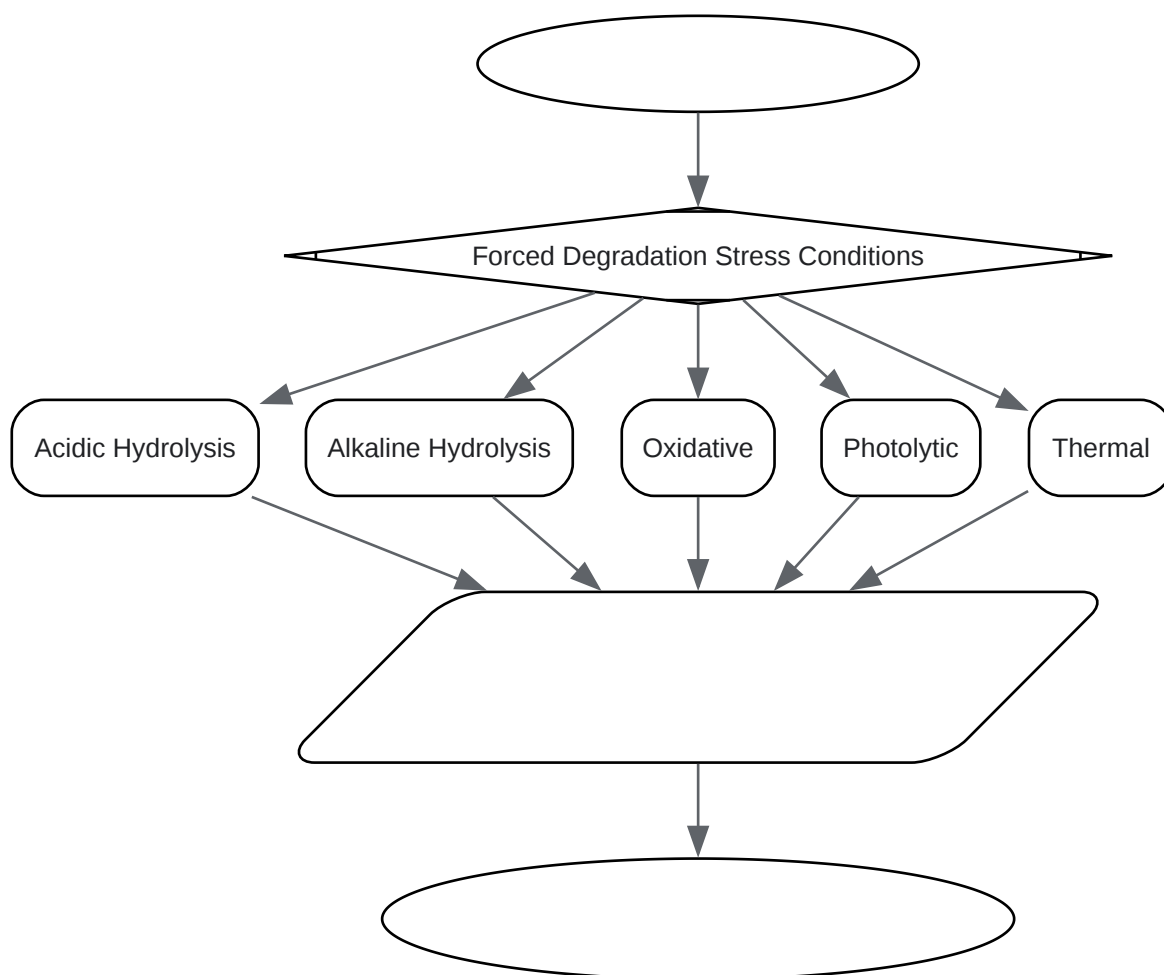 Forced Degradation Stress Conditions
Acidic Hydrolysis
Alkaline Hydrolysis
Oxidative
Photolytic
Thermal